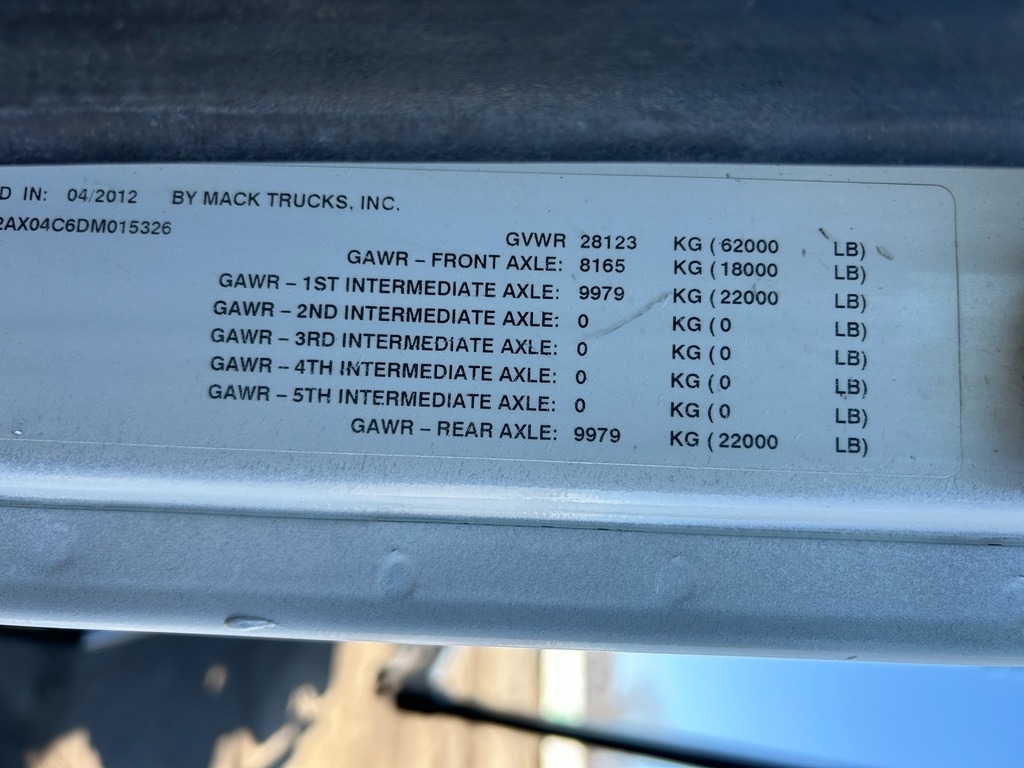 D IN: 04/2012 BY MACK TRUCKS, INC.
2AX04C6DM015326
GVWR 28123 KG ( 62000 LB)
GAWR – FRONT AXLE: 8165 KG ( 18000 LB)
GAWR – 1ST INTERMEDIATE AXLE: 9979 KG ( 22000 LB)
GAWR – 2ND INTERMEDIATE AXLE: 0 KG ( 0 LB)
GAWR – 3RD INTERMEDIATE AXLE: 0 KG ( 0 LB)
GAWR – 4TH INTERMEDIATE AXLE: 0 KG ( 0 LB)
GAWR – 5TH INTERMEDIATE AXLE: 0 KG ( 0 LB)
GAWR – REAR AXLE: 9979 KG ( 22000 LB)